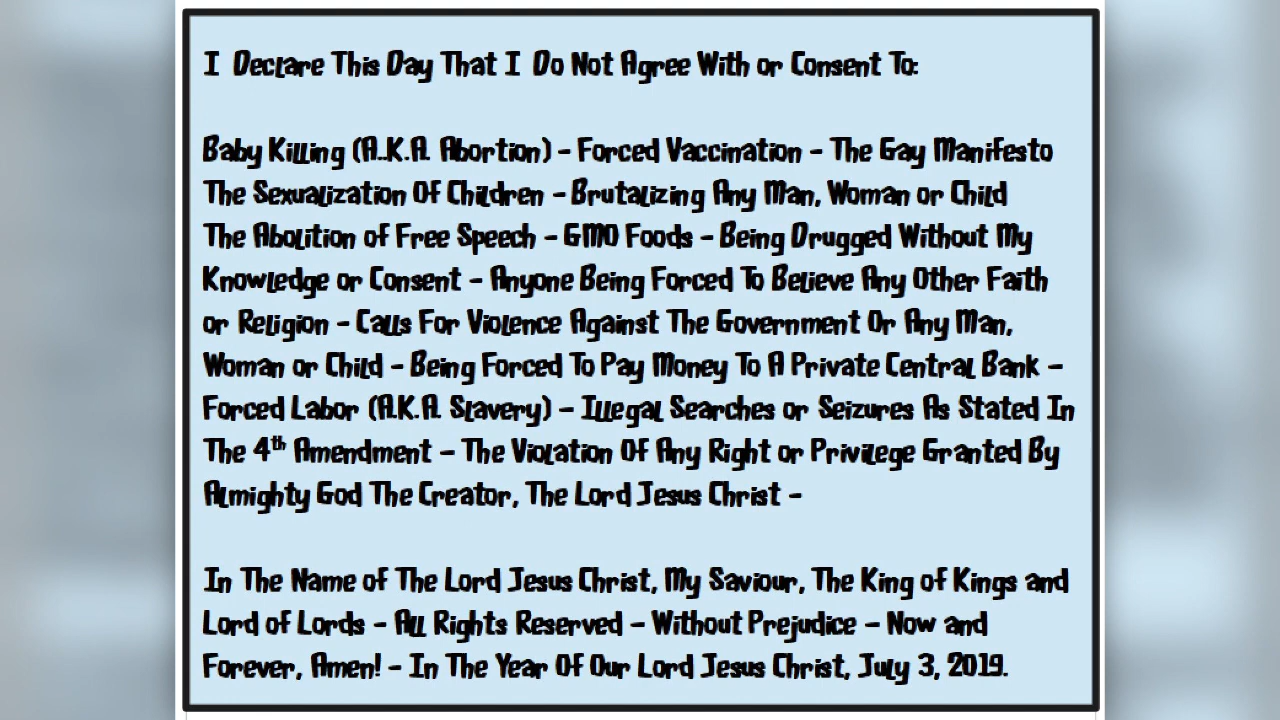 I Declare This Day That I Do Not Agree With or Consent To:
Baby Killing (A..K.A. Abortion) - Forced Vaccination - The Gay Manifesto
The Sexualization Of Children - Brutalizing Any Man, Woman or Child
The Abolition of Free Speech - GMO Foods - Being Drugged Without My
Knowledge or Consent - Anyone Being Forced To Believe Any Other Faith
or Religion - Calls For Violence Against The Government Or Any Man,
Woman or Child - Being Forced To Pay Money To A Private Central Bank -
Forced Labor (A.K.A. Slavery) - Illegal Searches or Seizures As Stated In
The 4th Amendment - The Violation Of Any Right or Privilege Granted By
Almighty God The Creator, The Lord Jesus Christ -
In The Name of The Lord Jesus Christ, My Saviour, The King of Kings and
Lord of Lords - All Rights Reserved - Without Prejudice - Now and
Forever, Amen! - In The Year Of Our Lord Jesus Christ, July 3, 2019.